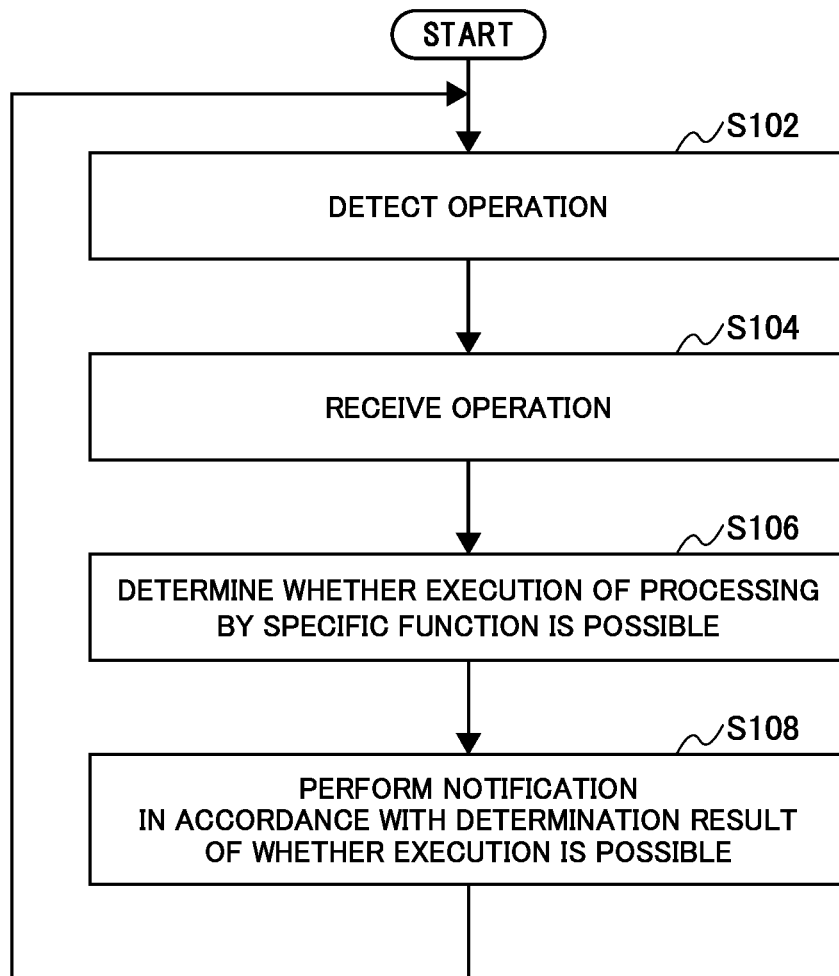 START
S102
DETECT OPERATION
S104
RECEIVE OPERATION
S106
DETERMINE WHETHER EXECUTION OF PROCESSING
BY SPECIFIC FUNCTION IS POSSIBLE
S108
PERFORM NOTIFICATION
IN ACCORDANCE WITH DETERMINATION RESULT
OF WHETHER EXECUTION IS POSSIBLE